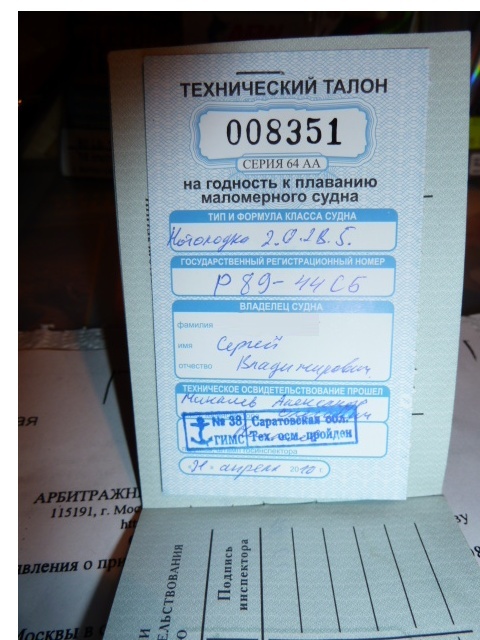 ТЕХНИЧЕСКИЙ ТАЛОН
008351
СЕРИЯ 64 АА
на годность к плаванию
маломерного судна
ТИП И ФОРМУЛА КЛАССА СУДНА
Мотолодка 2.0.2В.5.
ГОСУДАРСТВЕННЫЙ РЕГИСТРАЦИОННЫЙ НОМЕР
Р 89-44 СБ
ВЛАДЕЛЕЦ СУДНА
фамилия
имя Сергей
отчество Владимирович
ТЕХНИЧЕСКОЕ ОСВИДЕТЕЛЬСТВОВАНИЕ ПРОШЕЛ
№ 38 Саратовская обл.
ГИМС Тех. осм. пройден
21 апреля 2010 г.
АРБИТРАЖН
115191, г. Мос
Москвы в
Подпись
инспектора